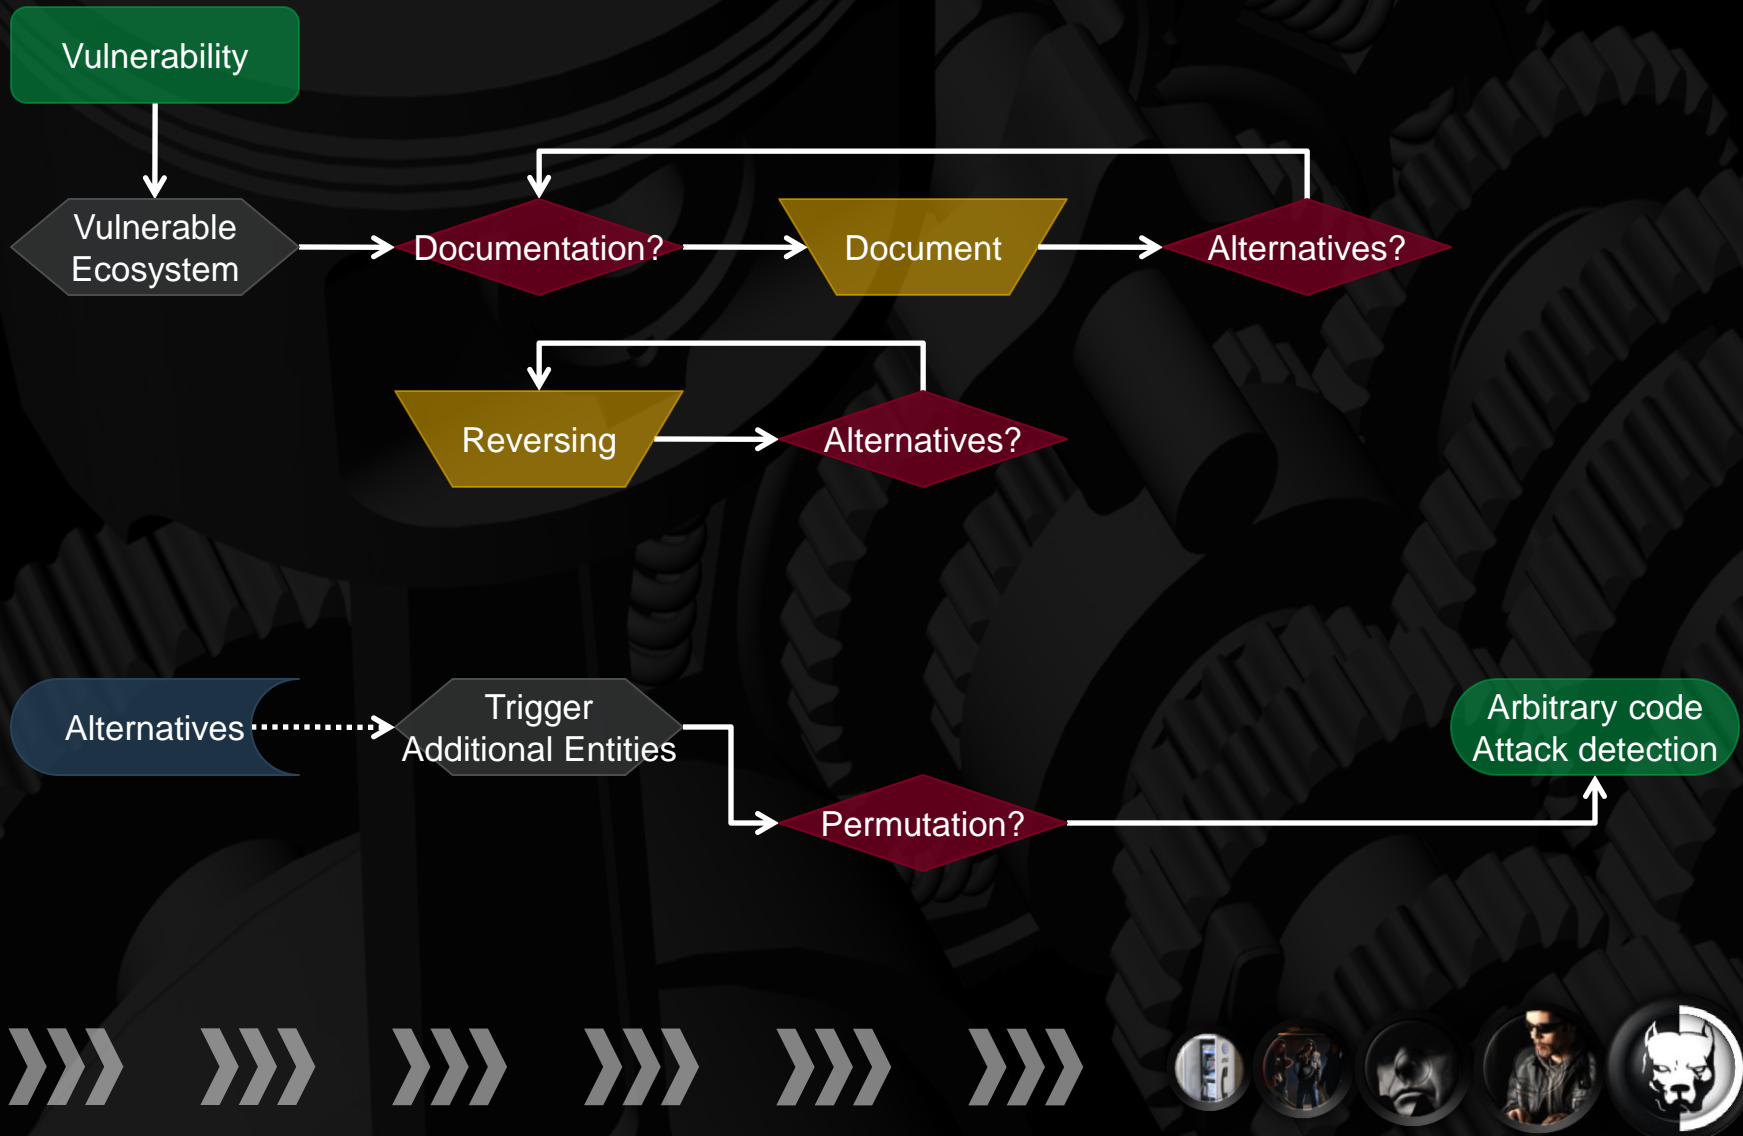 Vulnerability
Vulnerable
Ecosystem
Documentation?
Document
Alternatives?
Reversing
Alternatives?
Alternatives
Trigger
Additional Entities
Arbitrary code
Attack detection
Permutation?